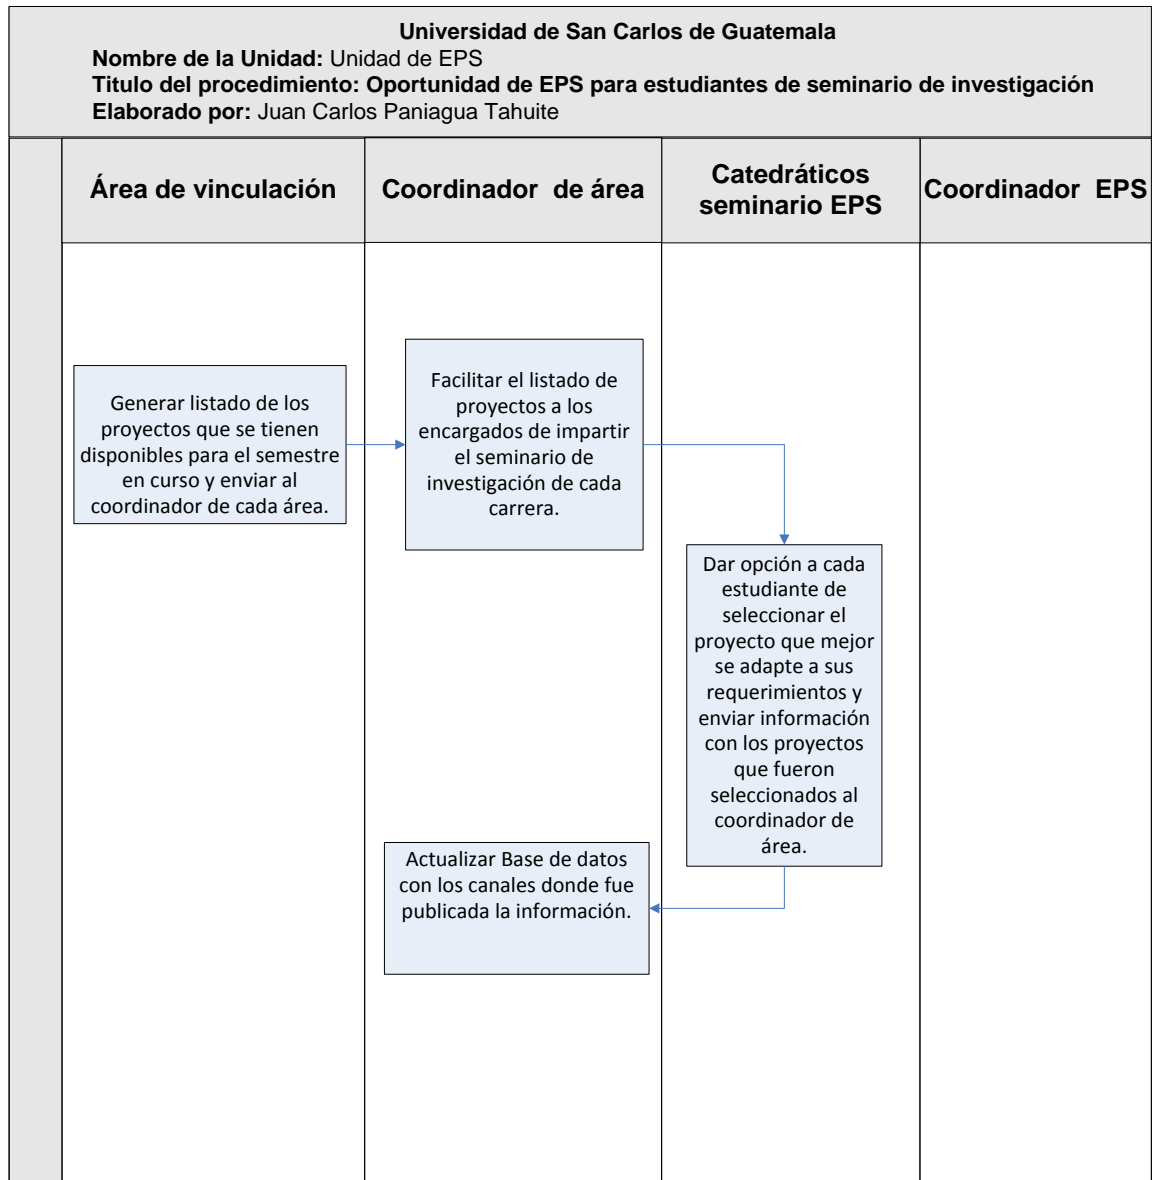 Universidad de San Carlos de Guatemala
Nombre de la Unidad: Unidad de EPS
Titulo del procedimiento: Oportunidad de EPS para estudiantes de seminario de investigación
Elaborado por: Juan Carlos Paniagua Tahuite
Área de vinculación
Coordinador de área
Catedráticos
seminario EPS
Coordinador EPS
Generar listado de los
proyectos que se tienen
disponibles para el semestre
en curso y enviar al
coordinador de cada área.
Facilitar el listado de
proyectos a los
encargados de impartir
el seminario de
investigación de cada
carrera.
Dar opción a cada
estudiante de
seleccionar el
proyecto que mejor
se adapte a sus
requerimientos y
enviar información
con los proyectos
que fueron
seleccionados al
coordinador de
área.
Actualizar Base de datos
con los canales donde fue
publicada la información.